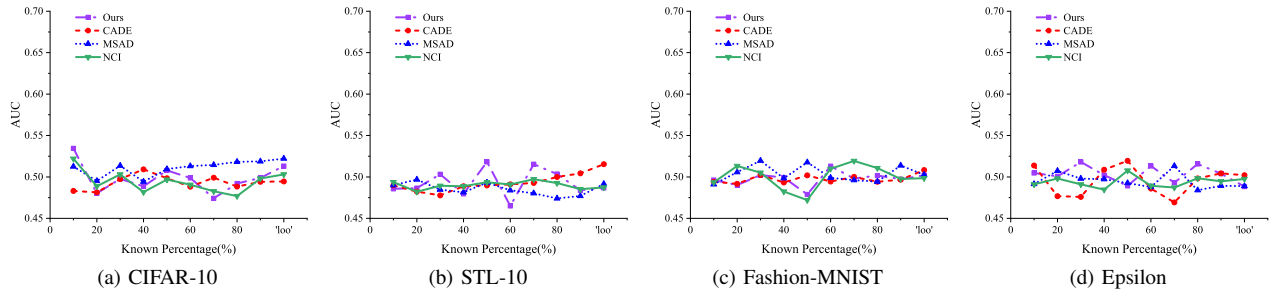 0.70
0.65
0.60
0.55
0.50
0.45
AUC
Ours
CADE
MSAD
NCI
0 20 40 60 80 'loo'
Known Percentage(%)
(a) CIFAR-10
0.70
0.65
0.60
0.55
0.50
0.45
AUC
Ours
CADE
MSAD
NCI
0 20 40 60 80 'loo'
Known Percentage(%)
(b) STL-10
0.70
0.65
0.60
0.55
0.50
0.45
AUC
Ours
CADE
MSAD
NCI
0 20 40 60 80 'loo'
Known Percentage(%)
(c) Fashion-MNIST
0.70
0.65
0.60
0.55
0.50
0.45
AUC
Ours
CADE
MSAD
NCI
0 20 40 60 80 'loo'
Known Percentage(%)
(d) Epsilon